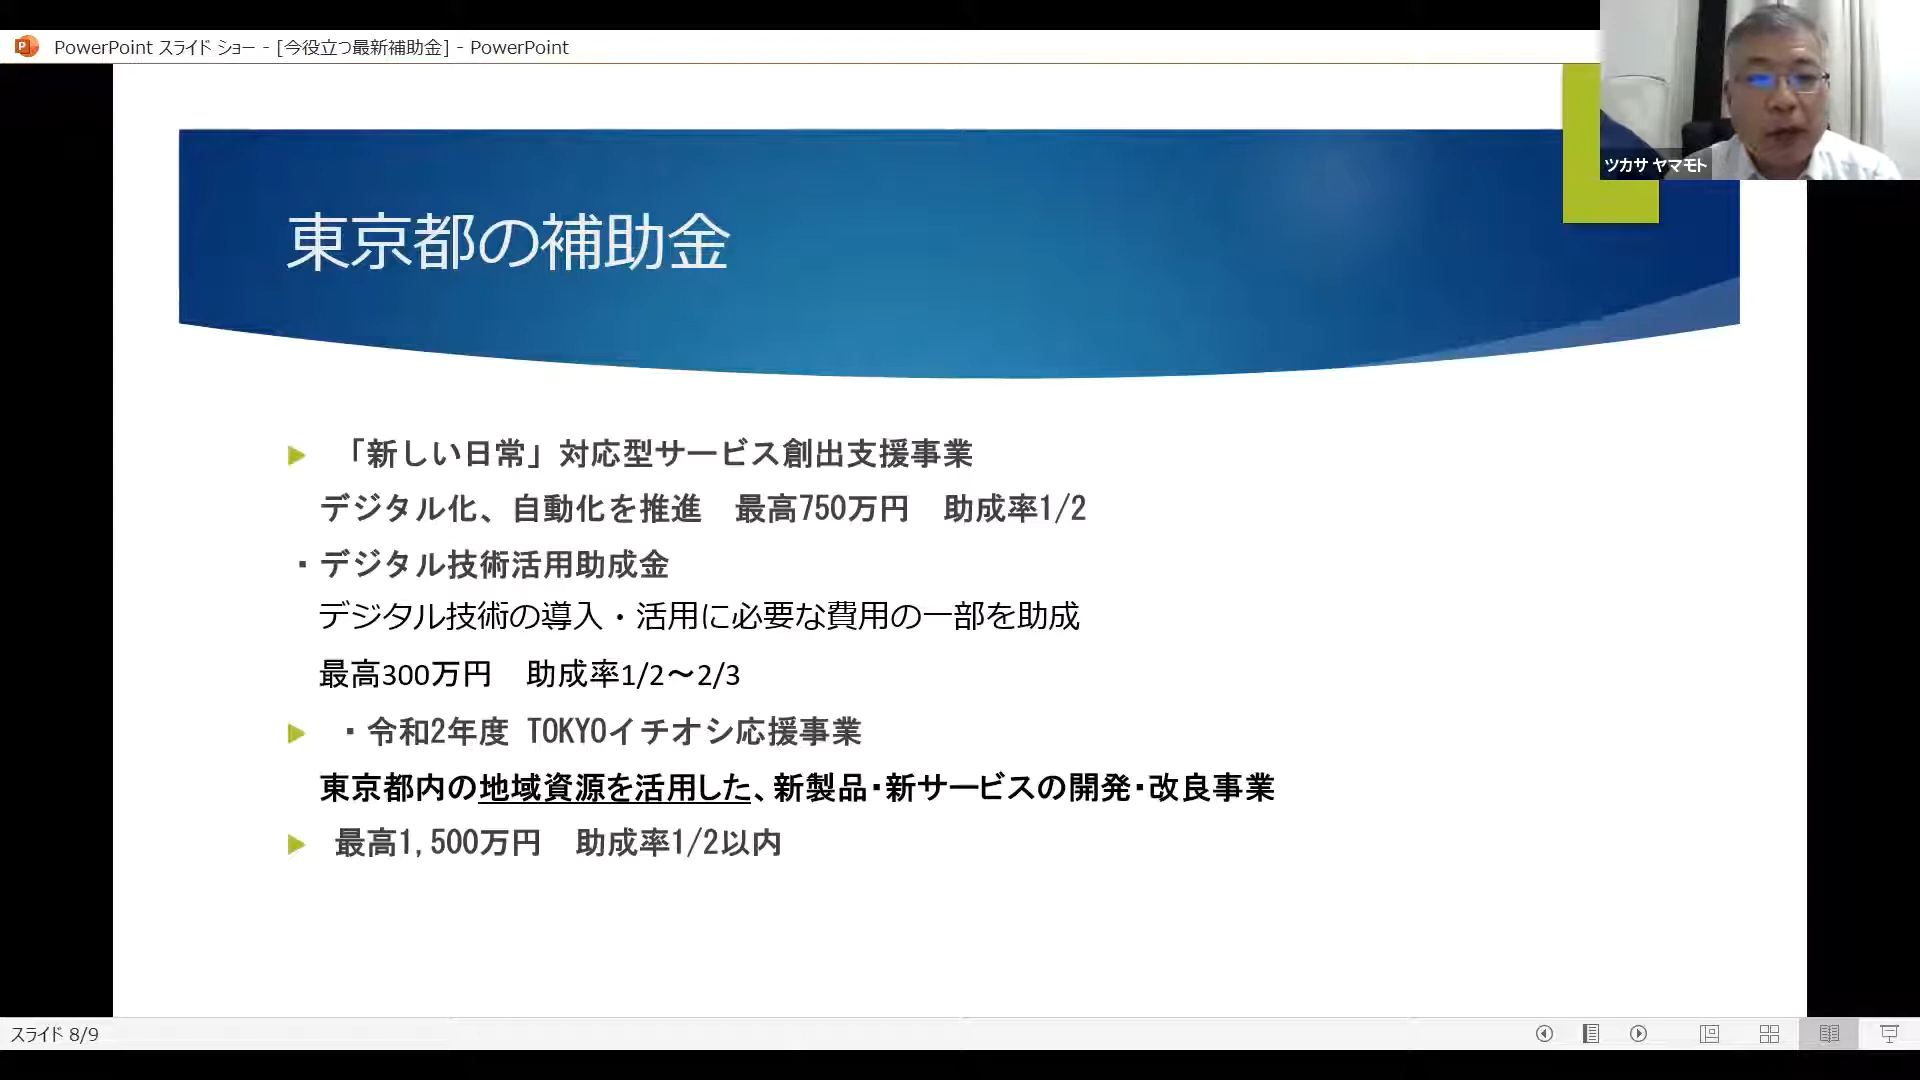 PowerPoint スライド ショー - [今役立つ最新補助金] - PowerPoint
ツカサ ヤマモト
東京都の補助金
「新しい日常」対応型サービス創出支援事業
デジタル化、自動化を推進　最高750万円　助成率1/2
・デジタル技術活用助成金
デジタル技術の導入・活用に必要な費用の一部を助成
最高300万円　助成率1/2～2/3
・令和2年度 TOKYOイチオシ応援事業
東京都内の地域資源を活用した、新製品・新サービスの開発・改良事業
最高1,500万円　助成率1/2以内
スライド 8/9